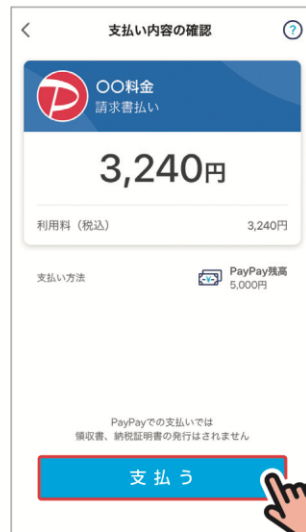 支払い内容の確認
?
〇〇料金
請求書払い
3,240円
利用料（税込） 3,240円
支払い方法 PayPay残高
5,000円
PayPayでの支払いでは
領収書、納税証明書の発行はされません
支払う